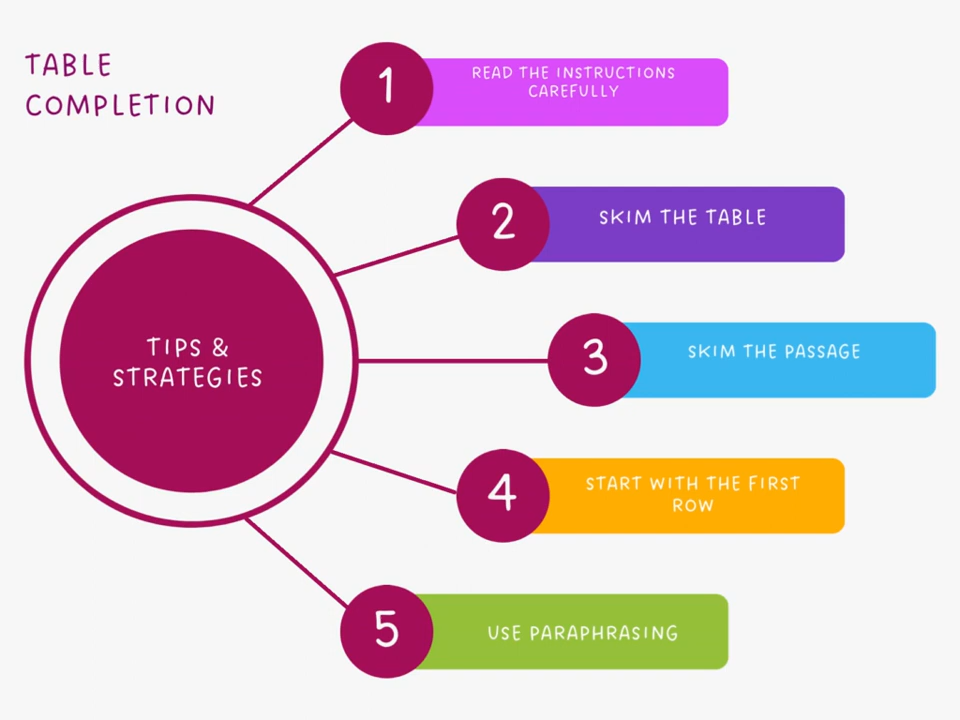 TABLE
COMPLETION
1
READ THE INSTRUCTIONS
CAREFULLY
2
SKIM THE TABLE
3
SKIM THE PASSAGE
TIPS &
STRATEGIES
4
START WITH THE FIRST
ROW
5
USE PARAPHRASING